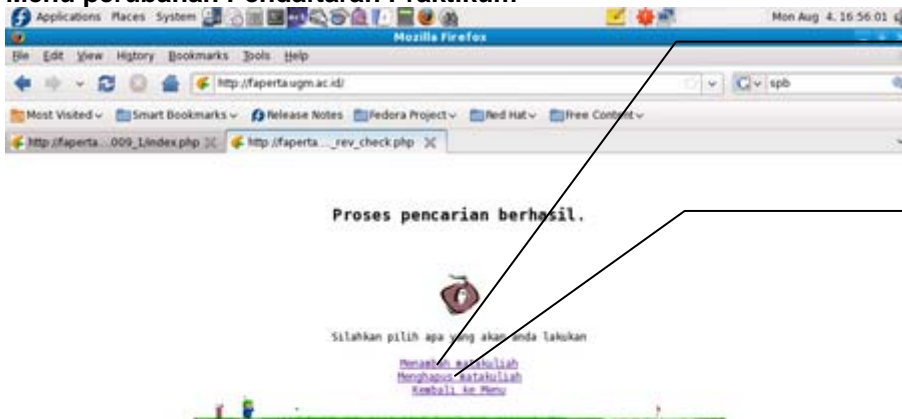 Menu perubahan Pendaftaran Praktikum
Applications Places System
Mon Aug 4, 16:56:01
Mozilla Firefox
File Edit View History Bookmarks Tools Help
http://faperta.ugm.ac.id/
spb
Most Visited Smart Bookmarks Release Notes Fedora Project Red Hat Free Content
http://faperta...009_1/index.php http://faperta..._rev_check.php
Proses pencarian berhasil.
Silahkan pilih apa yang akan anda lakukan
Menambah matakuliah
Menghapus matakuliah
Kembali ke Menu